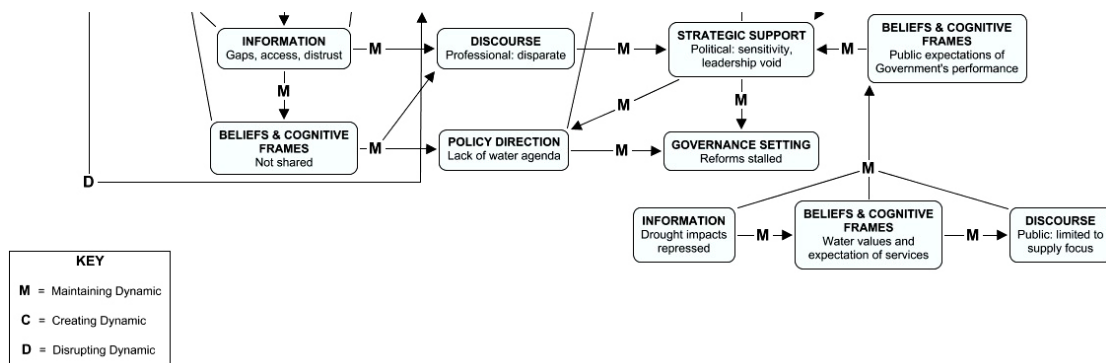 INFORMATION
Gaps, access, distrust
M
DISCOURSE
Professional: disparate
M
STRATEGIC SUPPORT
Political: sensitivity,
leadership void
M
BELIEFS & COGNITIVE
FRAMES
Public expectations of
Government's performance
M
M
M
BELIEFS & COGNITIVE
FRAMES
Not shared
M
POLICY DIRECTION
Lack of water agenda
M
GOVERNANCE SETTING
Reforms stalled
D
M
INFORMATION
Drought impacts
repressed
M
BELIEFS & COGNITIVE
FRAMES
Water values and
expectation of services
M
DISCOURSE
Public: limited to
supply focus
KEY
M = Maintaining Dynamic
C = Creating Dynamic
D = Disrupting Dynamic